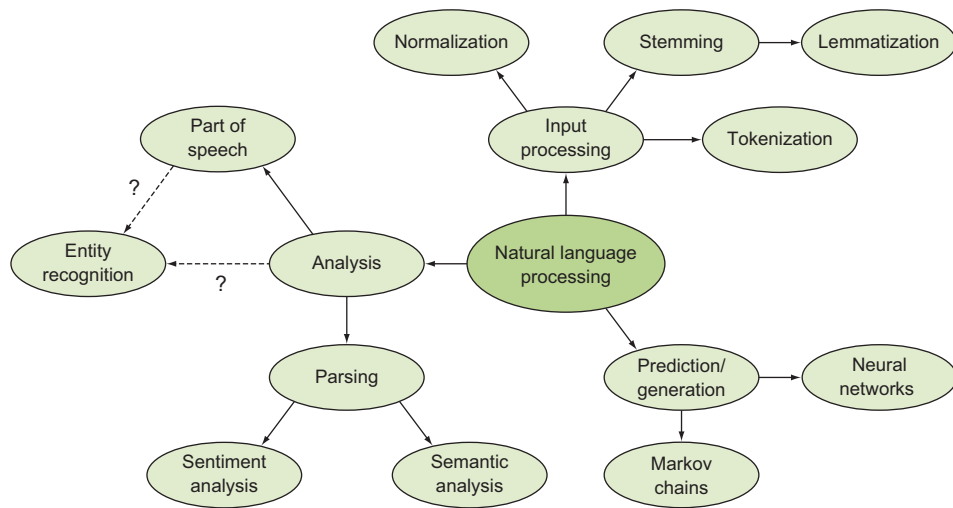 Normalization
Stemming
Lemmatization
Part of
speech
Input
processing
Tokenization
?
Entity
recognition
?
Analysis
Natural language
processing
Parsing
Prediction/
generation
Neural
networks
Sentiment
analysis
Semantic
analysis
Markov
chains